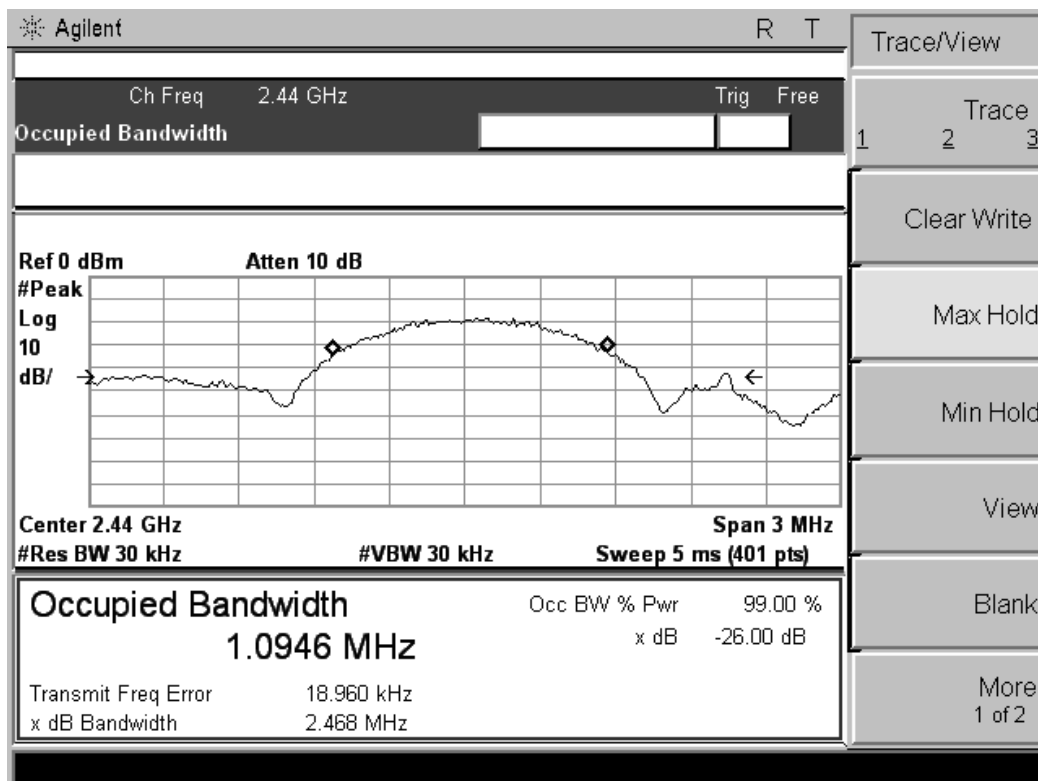 Agilent R T
Trace/View
Ch Freq 2.44 GHz Trig Free
Occupied Bandwidth
Trace
1 2 3
Clear Write
Ref 0 dBm Atten 10 dB
#Peak
Log
10
dB/
Max Hold
Min Hold
View
Center 2.44 GHz Span 3 MHz
#Res BW 30 kHz #VBW 30 kHz Sweep 5 ms (401 pts)
Occupied Bandwidth Occ BW % Pwr 99.00 %
1.0946 MHz x dB -26.00 dB
Blank
Transmit Freq Error 18.960 kHz
x dB Bandwidth 2.468 MHz
More
1 of 2